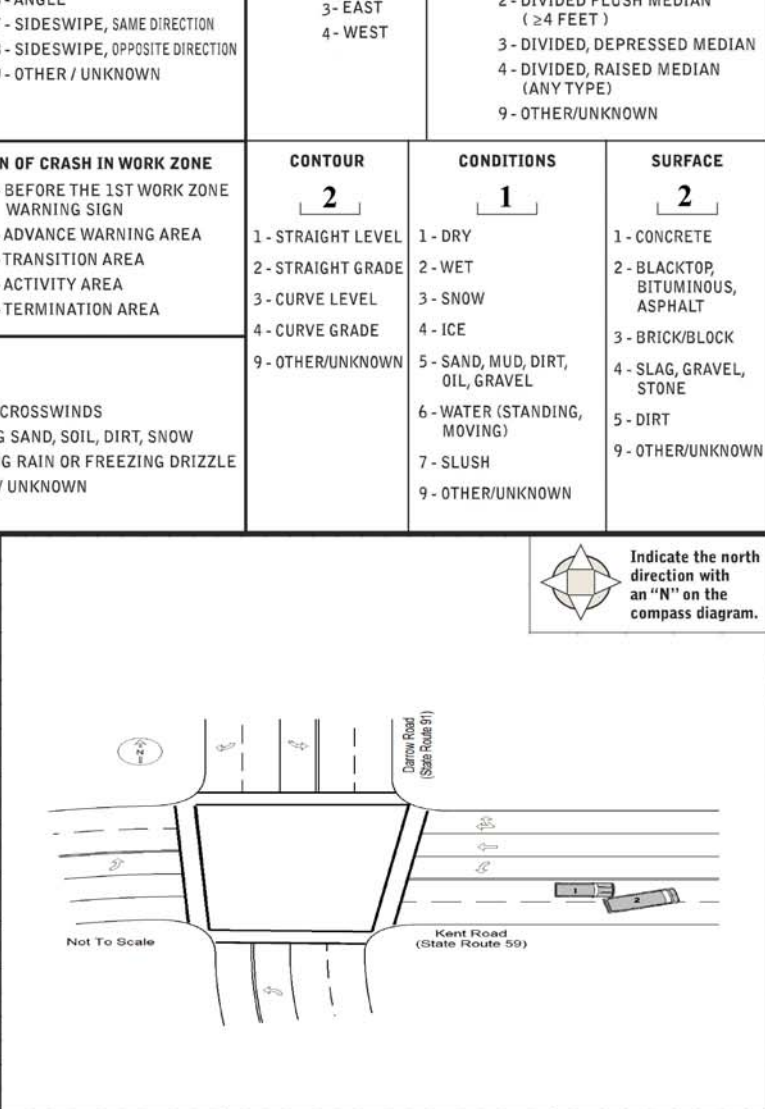 - ANGLE
- SIDESWIPE, SAME DIRECTION
- SIDESWIPE, OPPOSITE DIRECTION
- OTHER / UNKNOWN
3- EAST
4- WEST
2 - DIVIDED FLUSH MEDIAN
( ≥4 FEET )
3 - DIVIDED, DEPRESSED MEDIAN
4 - DIVIDED, RAISED MEDIAN
(ANY TYPE)
9 - OTHER/UNKNOWN
N OF CRASH IN WORK ZONE
BEFORE THE 1ST WORK ZONE
WARNING SIGN
ADVANCE WARNING AREA
TRANSITION AREA
ACTIVITY AREA
TERMINATION AREA
CROSSWINDS
G SAND, SOIL, DIRT, SNOW
G RAIN OR FREEZING DRIZZLE
/ UNKNOWN
CONTOUR
2
1 - STRAIGHT LEVEL
2 - STRAIGHT GRADE
3 - CURVE LEVEL
4 - CURVE GRADE
9 - OTHER/UNKNOWN
CONDITIONS
1
1 - DRY
2 - WET
3 - SNOW
4 - ICE
5 - SAND, MUD, DIRT,
OIL, GRAVEL
6 - WATER (STANDING,
MOVING)
7 - SLUSH
9 - OTHER/UNKNOWN
SURFACE
2
1 - CONCRETE
2 - BLACKTOP,
BITUMINOUS,
ASPHALT
3 - BRICK/BLOCK
4 - SLAG, GRAVEL,
STONE
5 - DIRT
9 - OTHER/UNKNOWN
Indicate the north
direction with
an "N" on the
compass diagram.
N
Darrow Road
(State Route 91)
1
2
Not To Scale
Kent Road
(State Route 59)